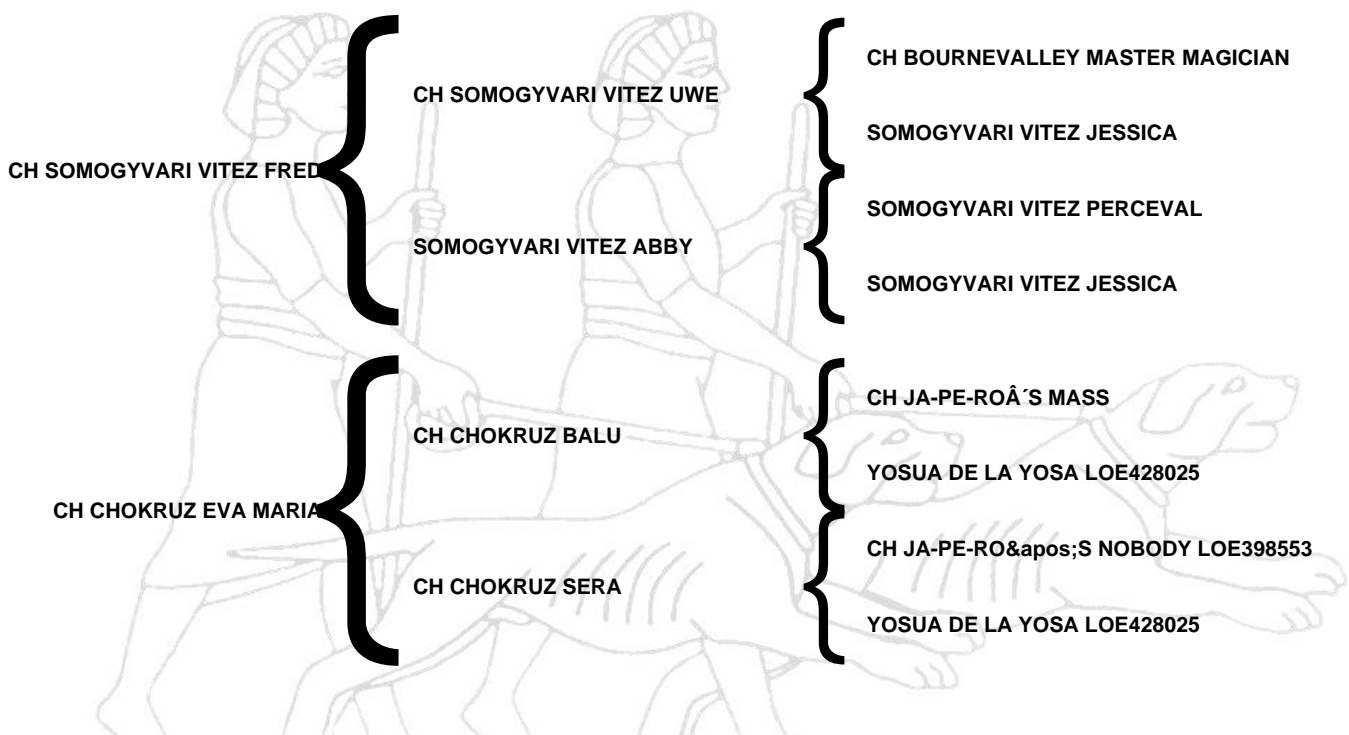 CH BOURNEVALLEY MASTER MAGICIAN
CH SOMOGYVARI VITEZ UWE
SOMOGYVARI VITEZ JESSICA
CH SOMOGYVARI VITEZ FRED
SOMOGYVARI VITEZ PERCEVAL
SOMOGYVARI VITEZ ABBY
SOMOGYVARI VITEZ JESSICA
CH JA-PE-ROÂ´S MASS
CH CHOKRUZ BALU
YOSUA DE LA YOSA LOE428025
CH CHOKRUZ EVA MARIA
CH JA-PE-RO&apos;S NOBODY LOE398553
CH CHOKRUZ SERA
YOSUA DE LA YOSA LOE428025